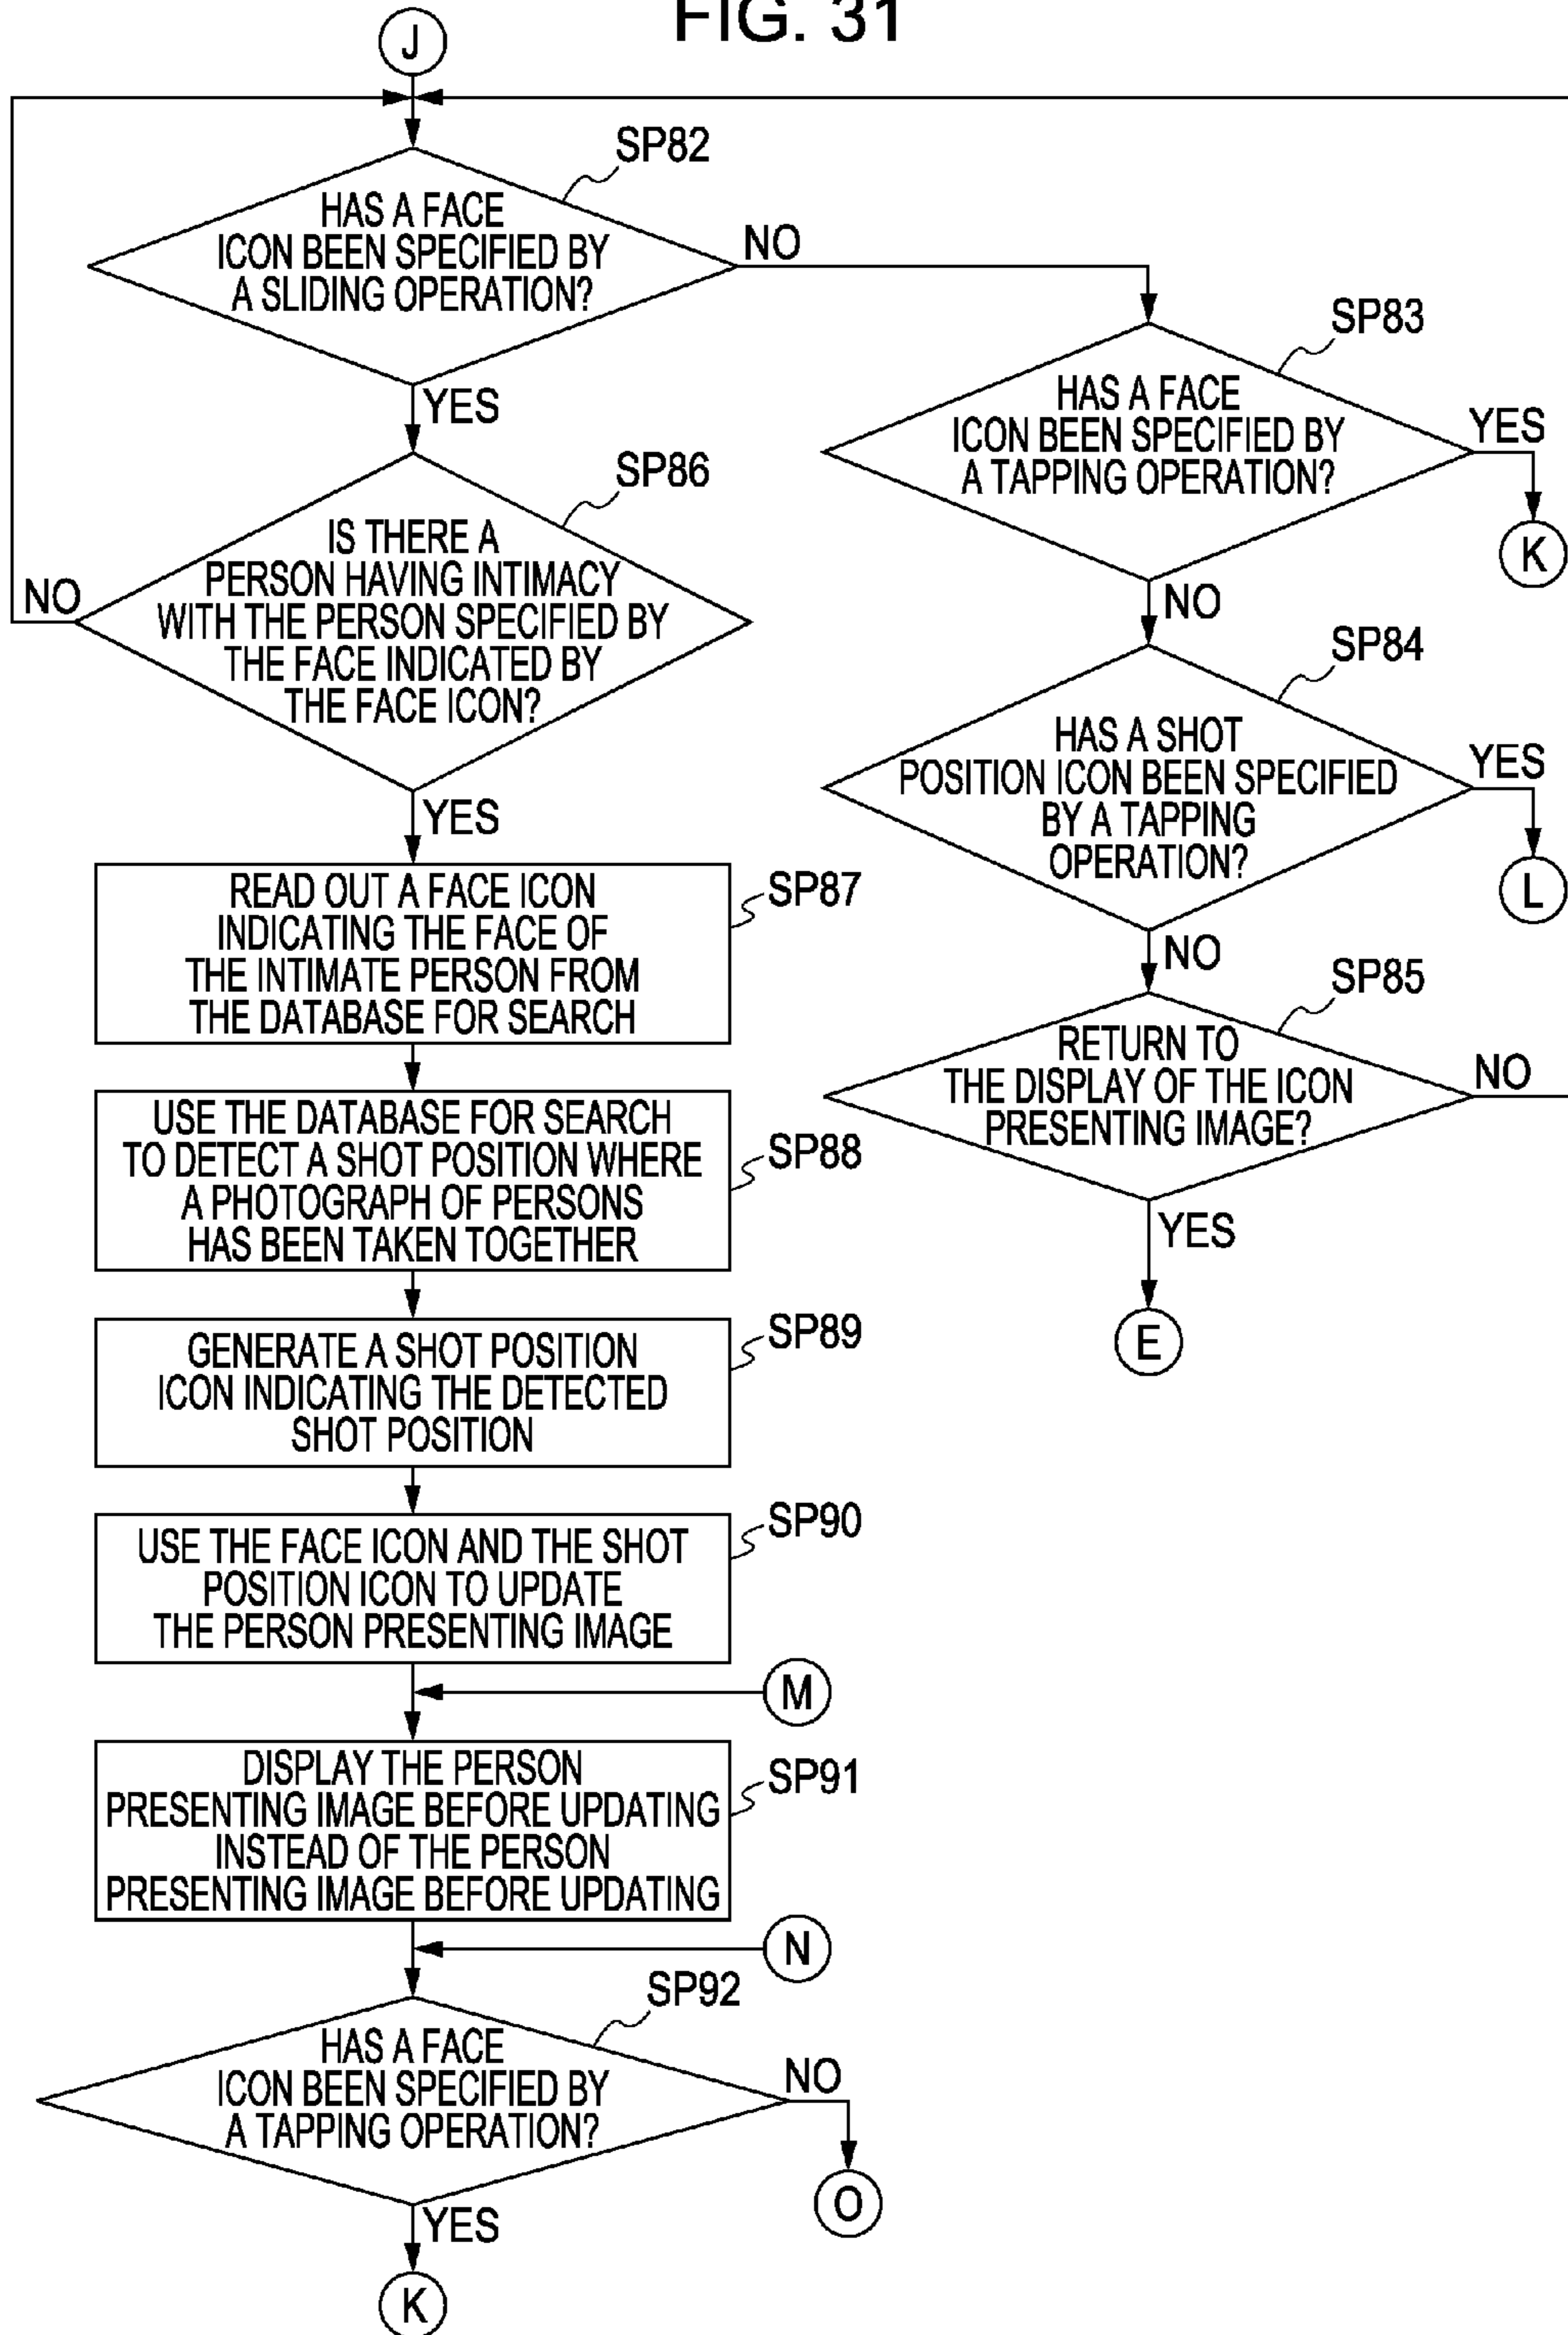 FIG. 31
J
SP82
HAS A FACE
ICON BEEN SPECIFIED BY
A SLIDING OPERATION?
NO
YES
SP83
HAS A FACE
ICON BEEN SPECIFIED BY
A TAPPING OPERATION?
YES
K
NO
SP86
IS THERE A
PERSON HAVING INTIMACY
WITH THE PERSON SPECIFIED BY
THE FACE INDICATED BY
THE FACE ICON?
NO
YES
SP84
HAS A SHOT
POSITION ICON BEEN SPECIFIED
BY A TAPPING
OPERATION?
YES
L
NO
SP85
RETURN TO
THE DISPLAY OF THE ICON
PRESENTING IMAGE?
NO
YES
E
READ OUT A FACE ICON
INDICATING THE FACE OF
THE INTIMATE PERSON FROM
THE DATABASE FOR SEARCH
SP87
USE THE DATABASE FOR SEARCH
TO DETECT A SHOT POSITION WHERE
A PHOTOGRAPH OF PERSONS
HAS BEEN TAKEN TOGETHER
SP88
GENERATE A SHOT POSITION
ICON INDICATING THE DETECTED
SHOT POSITION
SP89
USE THE FACE ICON AND THE SHOT
POSITION ICON TO UPDATE
THE PERSON PRESENTING IMAGE
SP90
M
DISPLAY THE PERSON
PRESENTING IMAGE BEFORE UPDATING
INSTEAD OF THE PERSON
PRESENTING IMAGE BEFORE UPDATING
SP91
N
SP92
HAS A FACE
ICON BEEN SPECIFIED BY
A TAPPING OPERATION?
NO
O
YES
K